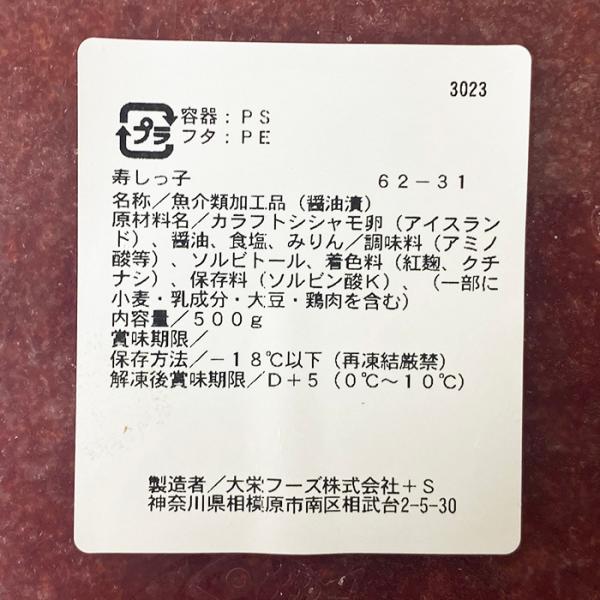 3023
プラ
容器：ＰＳ
フタ：ＰＥ
寿しっ子 ６２－３１
名称／魚介類加工品（醤油漬）
原材料名／カラフトシシャモ卵（アイスラン
ド）、醤油、食塩、みりん／調味料（アミノ
酸等）、ソルビトール、着色料（紅麹、クチ
ナシ）、保存料（ソルビン酸Ｋ）、（一部に
小麦・乳成分・大豆・鶏肉を含む）
内容量／５００ｇ
賞味期限／
保存方法／－１８℃以下（再凍結厳禁）
解凍後賞味期限／Ｄ＋５（０℃～１０℃）
製造者／大栄フーズ株式会社＋Ｓ
神奈川県相模原市南区相武台2-5-30